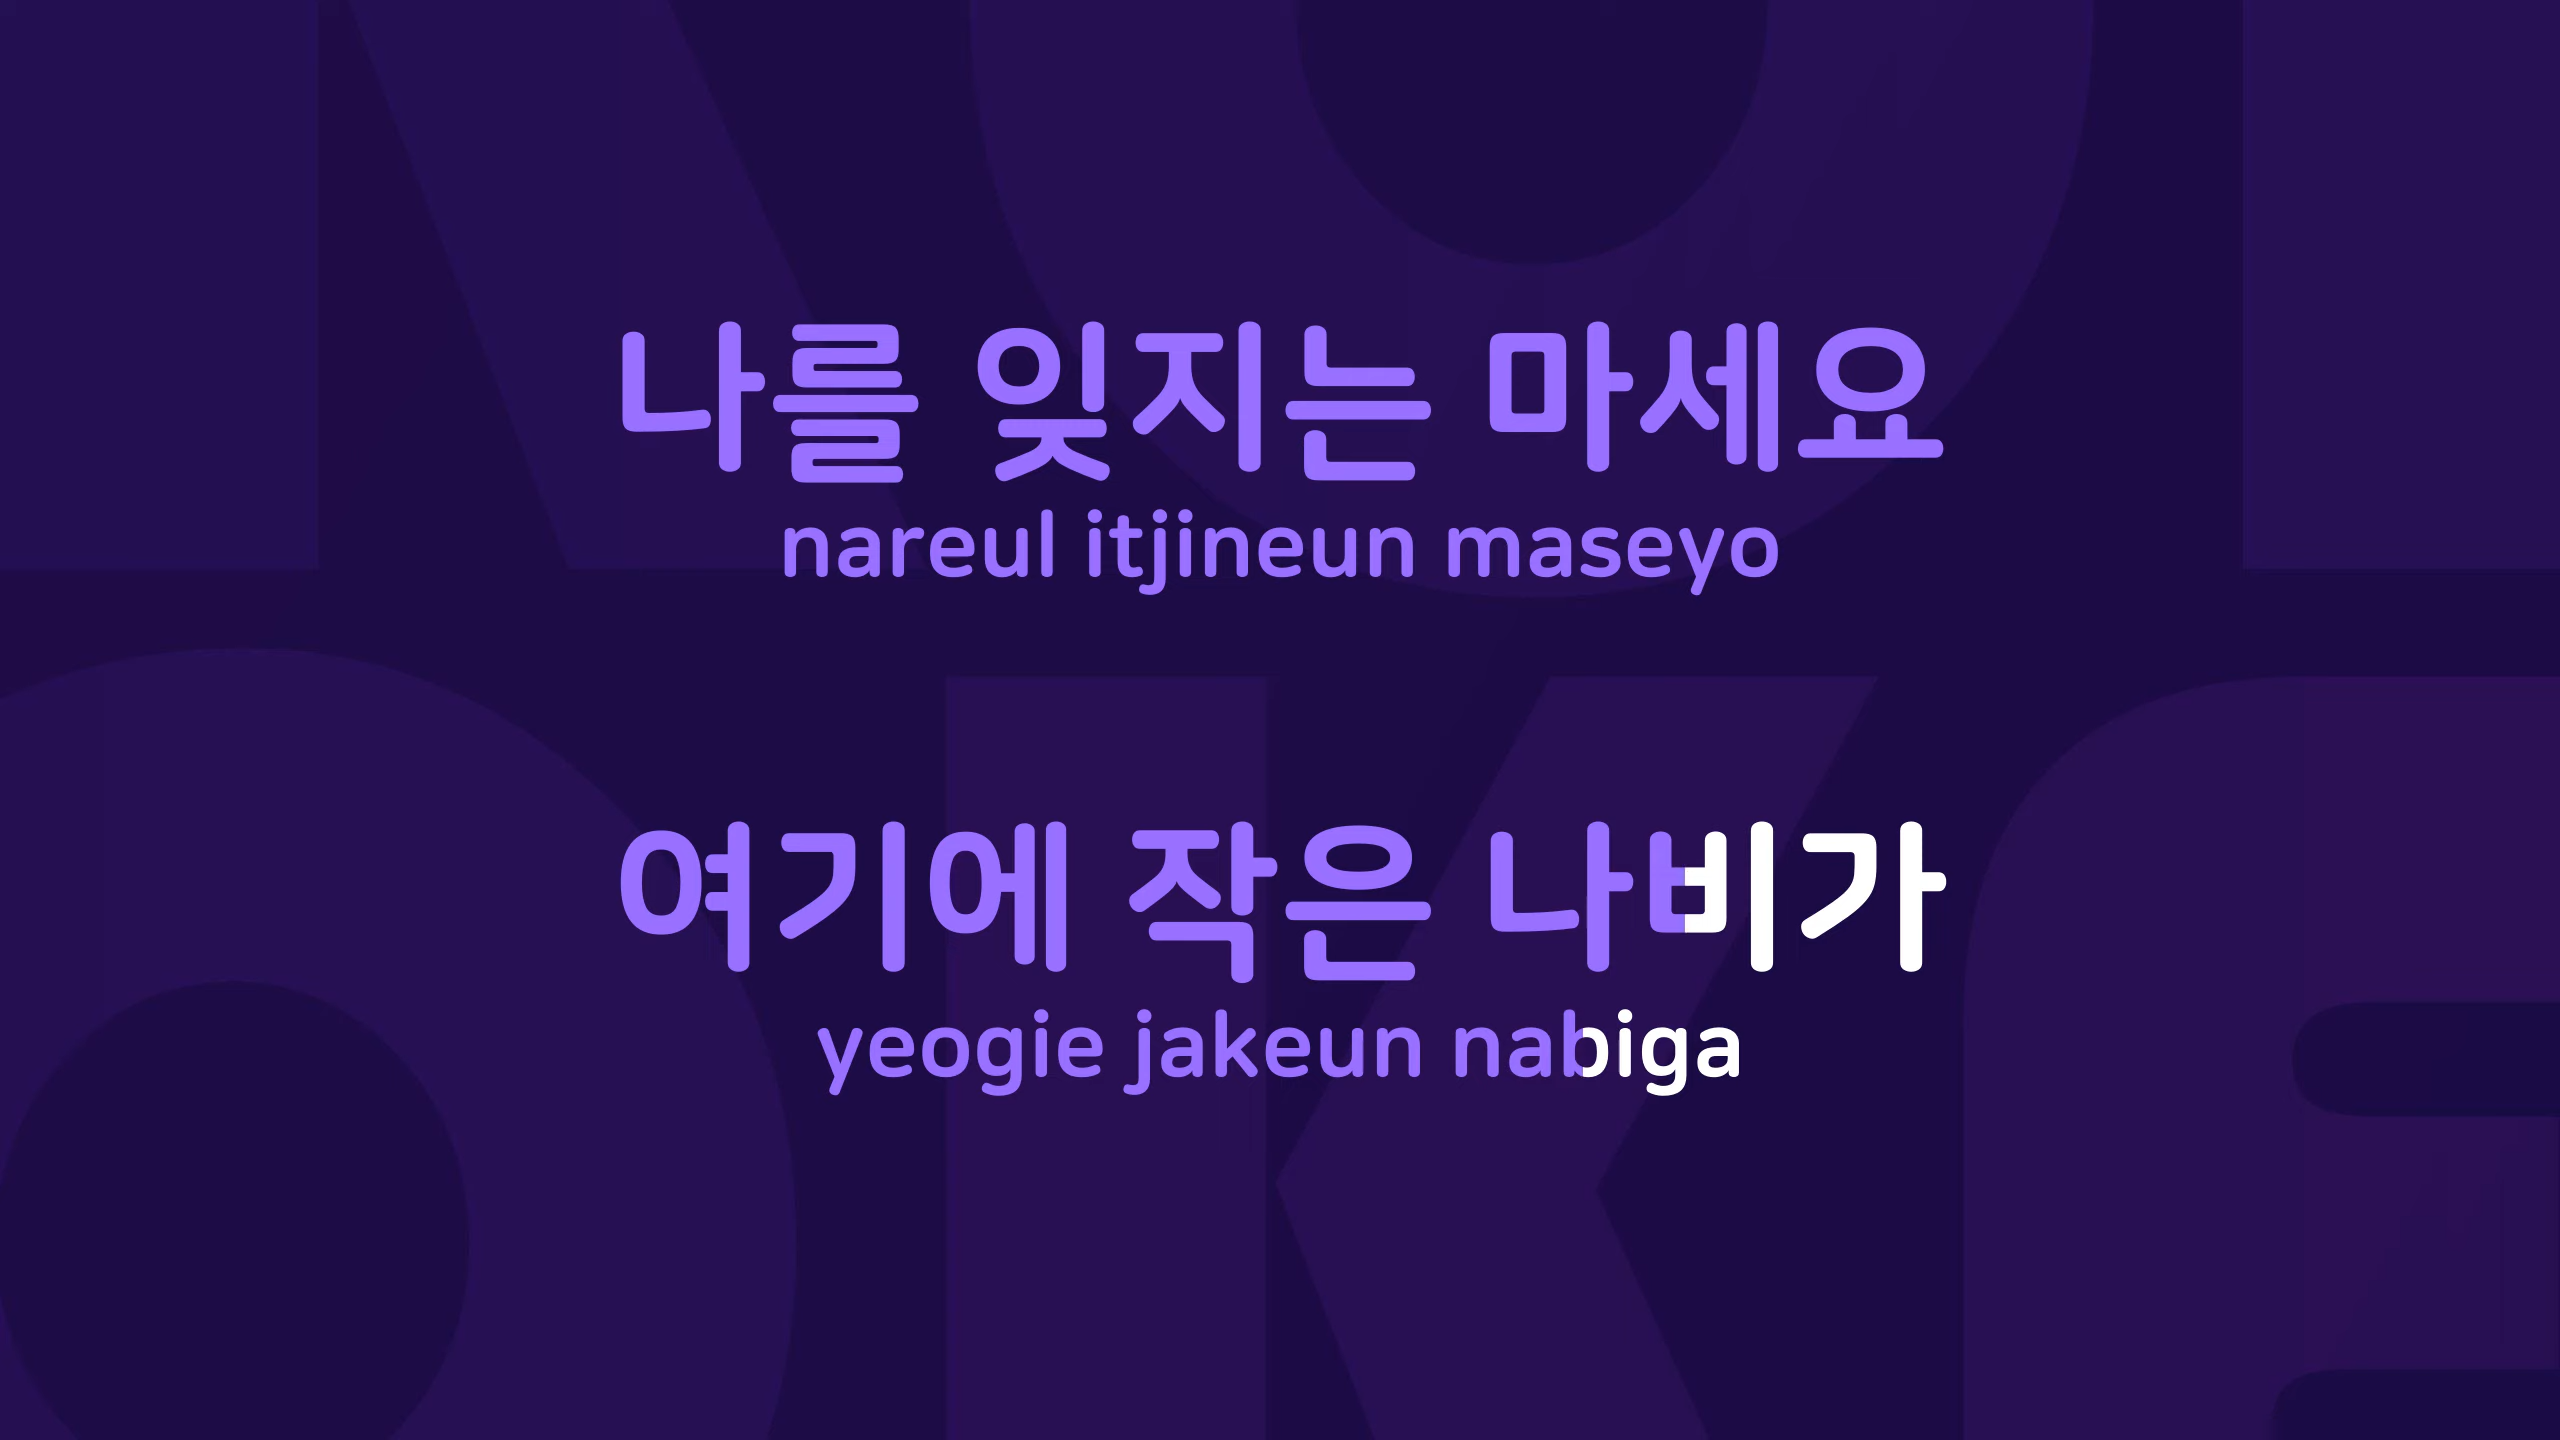 나를 잊지는 마세요
nareul itjineun maseyo
여기에 작은 나비가
yeogie jakeun nabiga